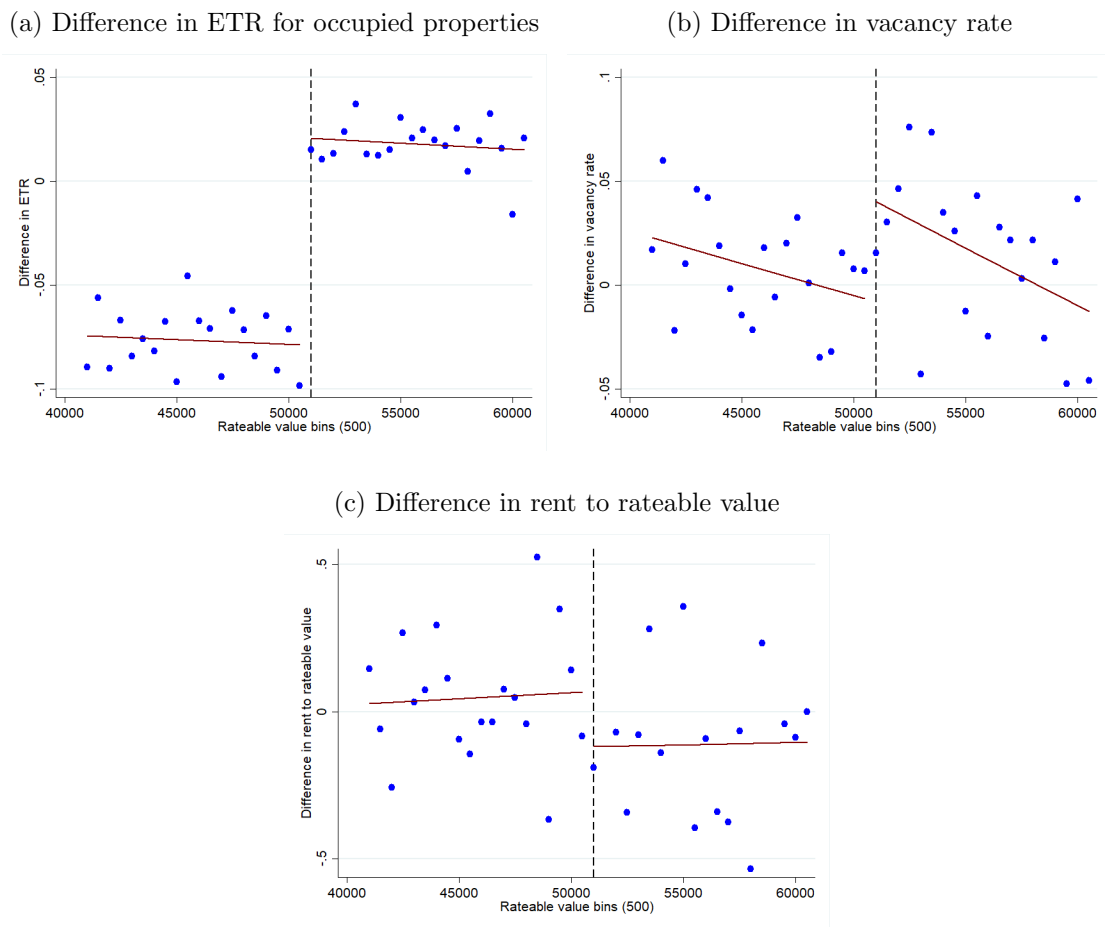 (a) Difference in ETR for occupied properties
(b) Difference in vacancy rate
.05
0
-.05
-.1
Difference in ETR
40000 45000 50000 55000 60000
Rateable value bins (500)
.1
.05
0
-.05
Difference in vacancy rate
40000 45000 50000 55000 60000
Rateable value bins (500)
(c) Difference in rent to rateable value
.5
0
-.5
Difference in rent to rateable value
40000 45000 50000 55000 60000
Rateable value bins (500)